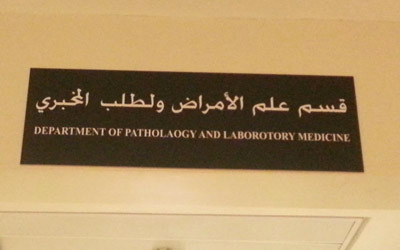 قسم علم الأمراض ولطلب المخبري
DEPARTMENT OF PATHOLAOGY AND LABOROTORY MEDICINE